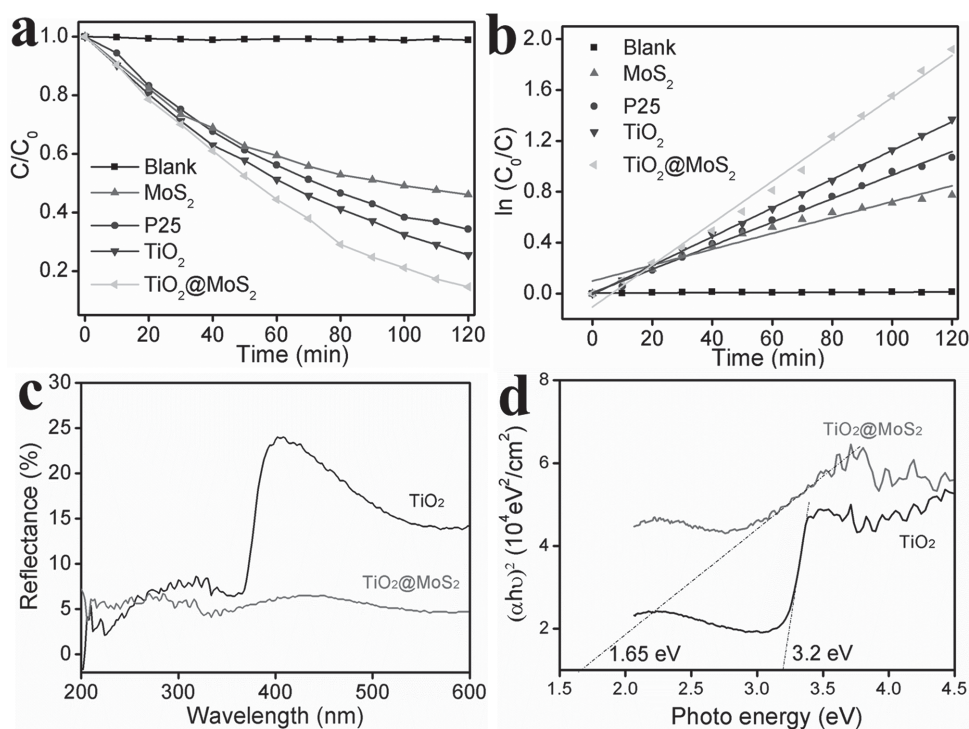 a
1.0
0.8
0.6
0.4
0.2
C/C₀
Blank
MoS₂
P25
TiO₂
TiO₂@MoS₂
0 20 40 60 80 100 120
Time (min)
b
2.0
1.6
1.2
0.8
0.4
0.0
ln (C₀/C)
Blank
MoS₂
P25
TiO₂
TiO₂@MoS₂
0 20 40 60 80 100 120
Time (min)
c
30
25
20
15
10
5
0
Reflectance (%)
TiO₂
TiO₂@MoS₂
200 300 400 500 600
Wavelength (nm)
d
8
6
4
2
(αhυ)² (10⁴eV²/cm²)
TiO₂@MoS₂
TiO₂
1.65 eV
3.2 eV
1.5 2.0 2.5 3.0 3.5 4.0 4.5
Photo energy (eV)